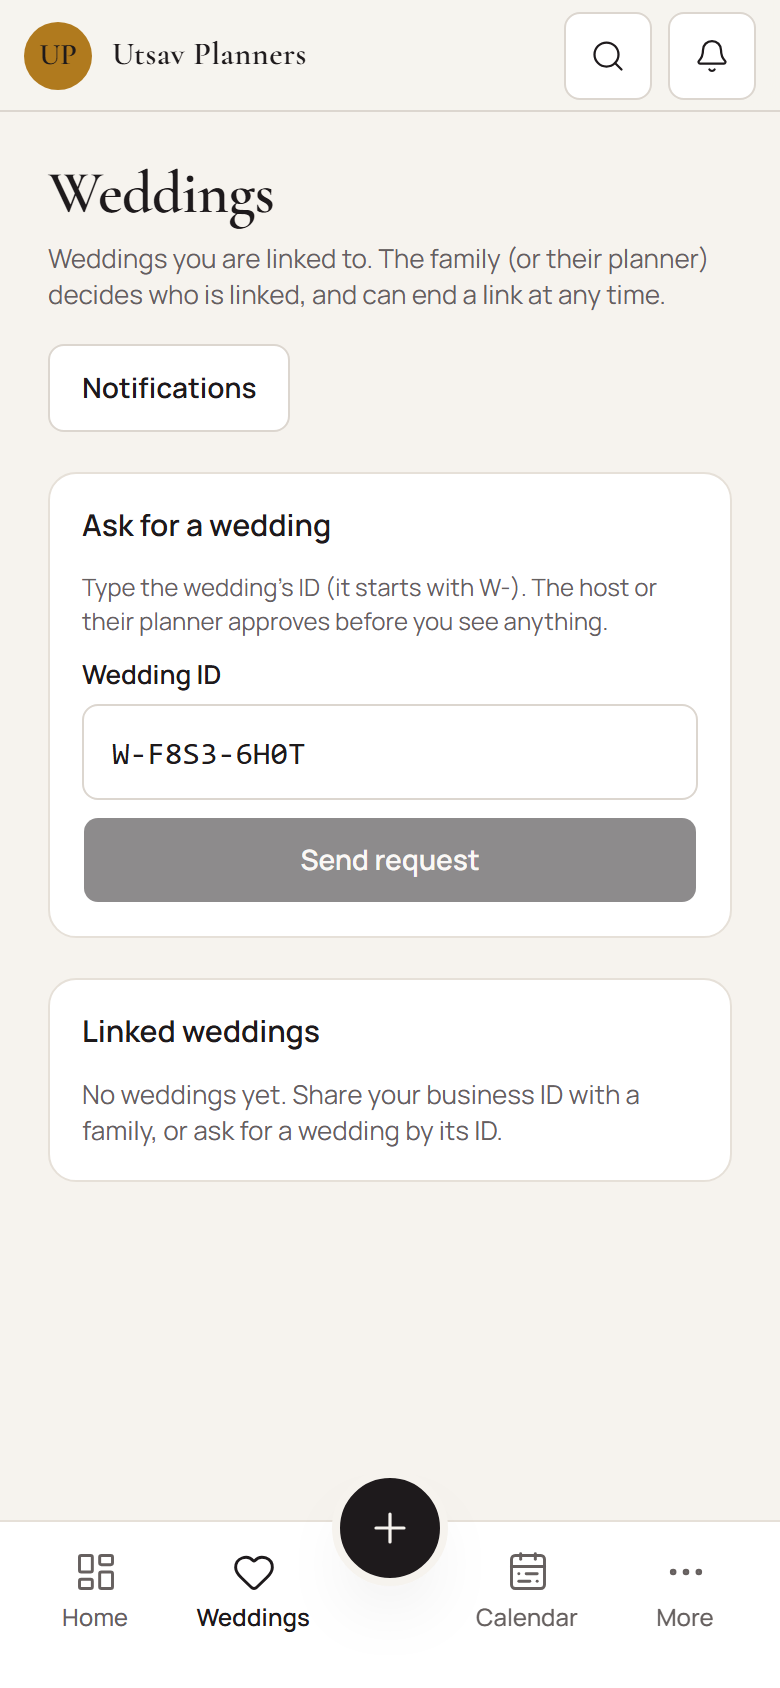 UP Utsav Planners
Weddings
Weddings you are linked to. The family (or their planner)
decides who is linked, and can end a link at any time.
Notifications
Ask for a wedding
Type the wedding's ID (it starts with W-). The host or
their planner approves before you see anything.
Wedding ID
W-F8S3-6H0T
Send request
Linked weddings
No weddings yet. Share your business ID with a
family, or ask for a wedding by its ID.
Home Weddings Calendar More